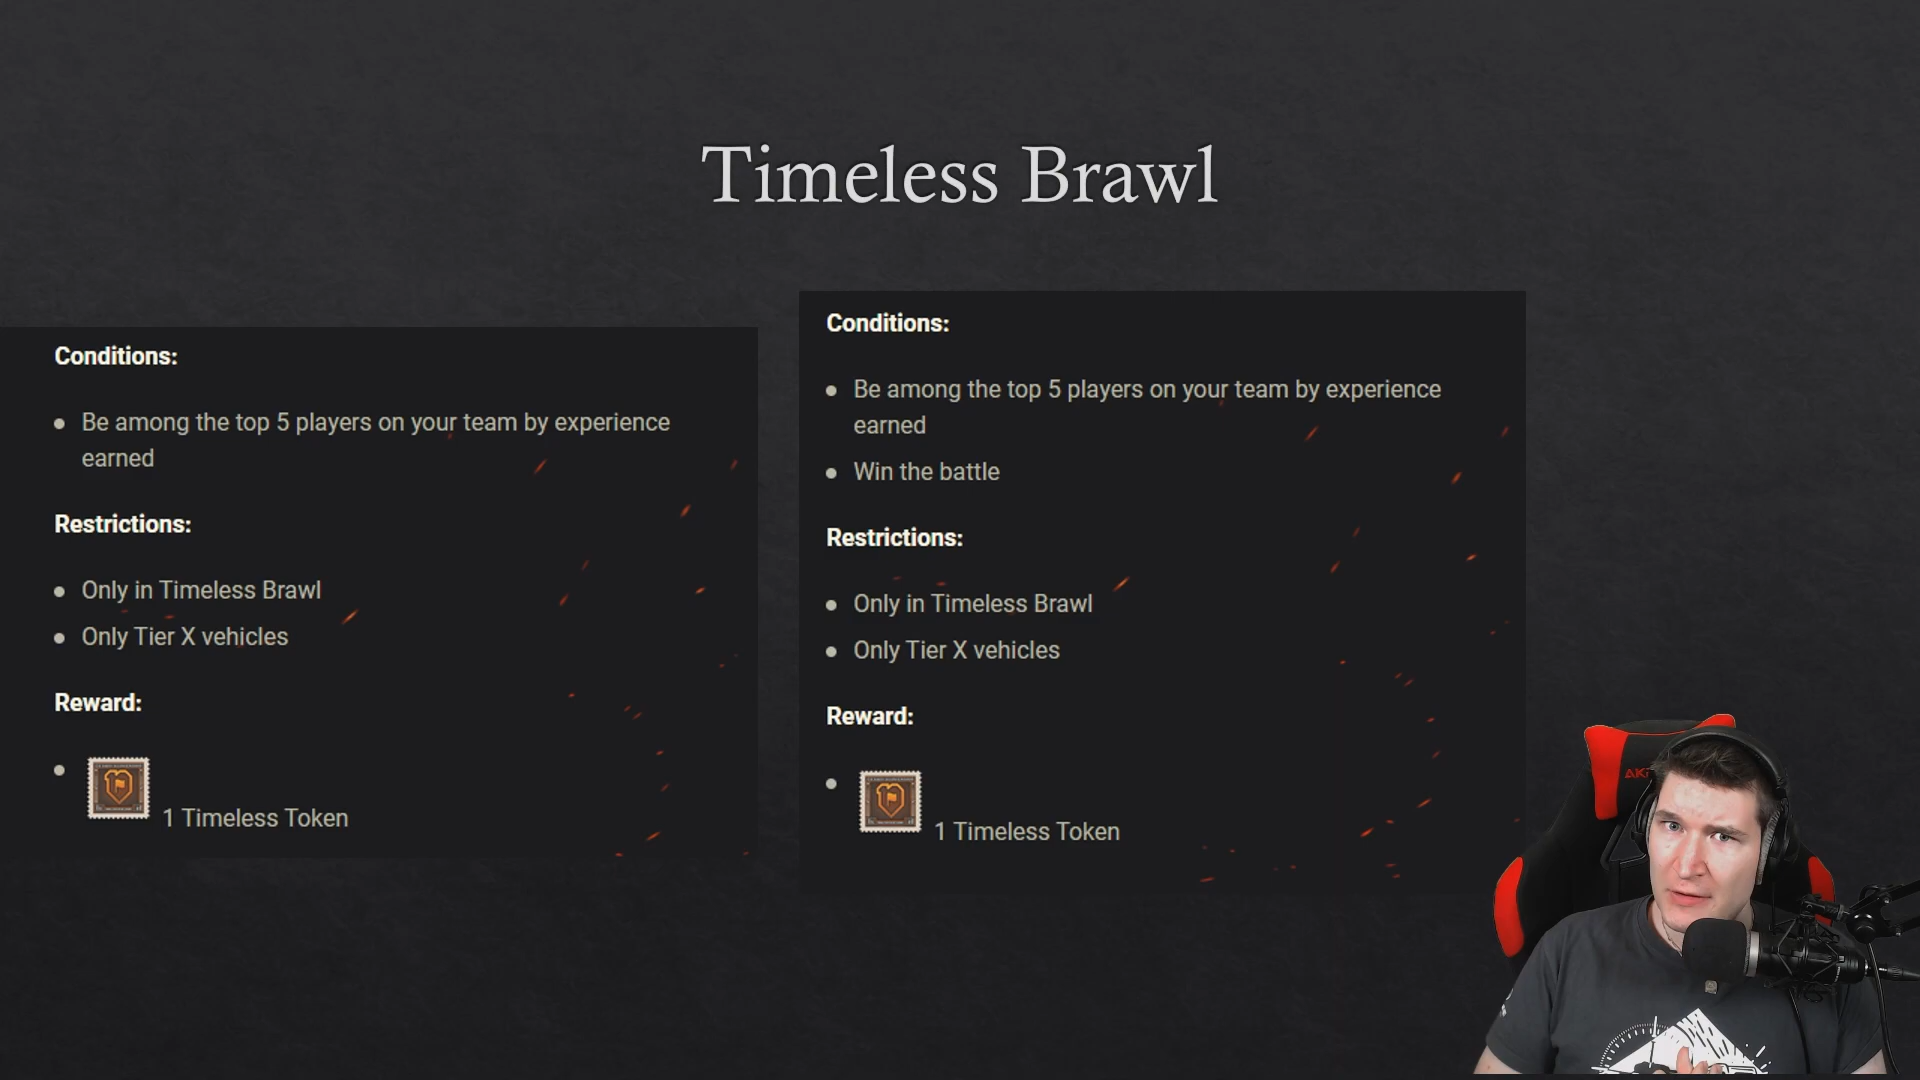 Timeless Brawl
Conditions:
Be among the top 5 players on your team by experience
earned
Restrictions:
Only in Timeless Brawl
Only Tier X vehicles
Reward:
1 Timeless Token
Conditions:
Be among the top 5 players on your team by experience
earned
Win the battle
Restrictions:
Only in Timeless Brawl
Only Tier X vehicles
Reward:
1 Timeless Token